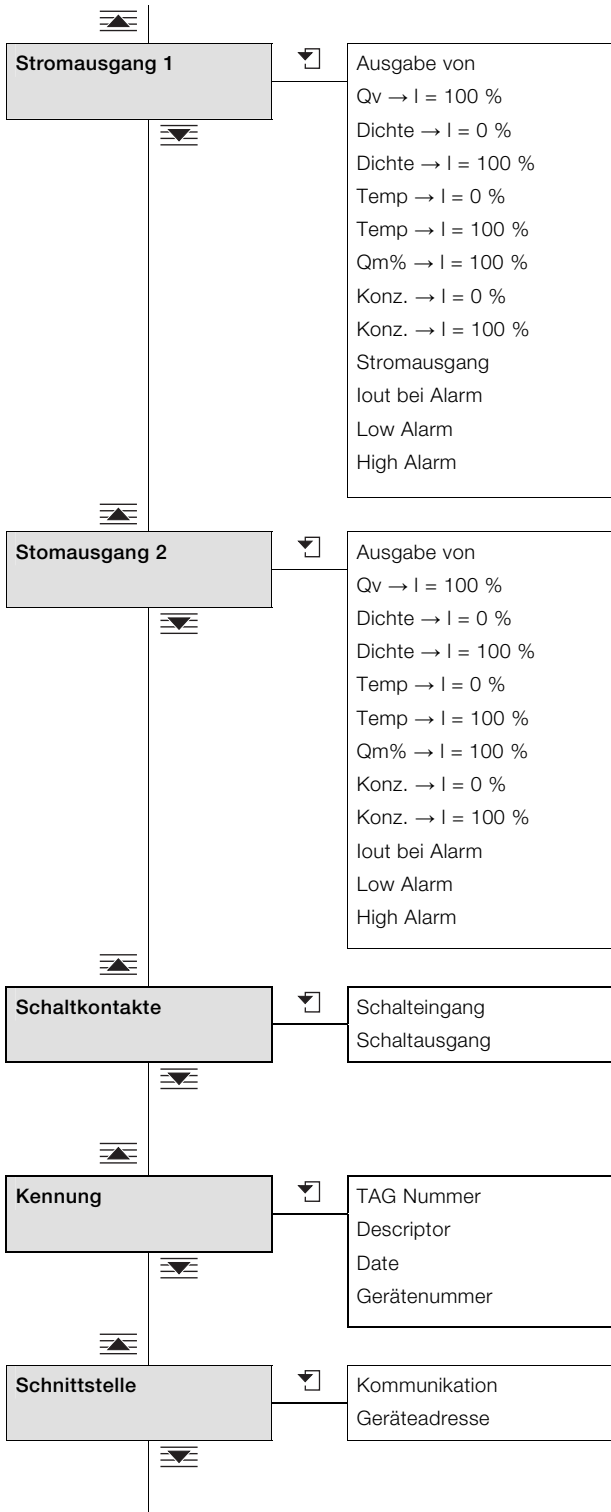 Stromausgang 1
Ausgabe von
Qv → I = 100 %
Dichte → I = 0 %
Dichte → I = 100 %
Temp → I = 0 %
Temp → I = 100 %
Qm% → I = 100 %
Konz. → I = 0 %
Konz. → I = 100 %
Stromausgang
Iout bei Alarm
Low Alarm
High Alarm
Stomausgang 2
Ausgabe von
Qv → I = 100 %
Dichte → I = 0 %
Dichte → I = 100 %
Temp → I = 0 %
Temp → I = 100 %
Qm% → I = 100 %
Konz. → I = 0 %
Konz. → I = 100 %
Iout bei Alarm
Low Alarm
High Alarm
Schaltkontakte
Schalteingang
Schaltausgang
Kennung
TAG Nummer
Descriptor
Date
Gerätenummer
Schnittstelle
Kommunikation
Geräteadresse